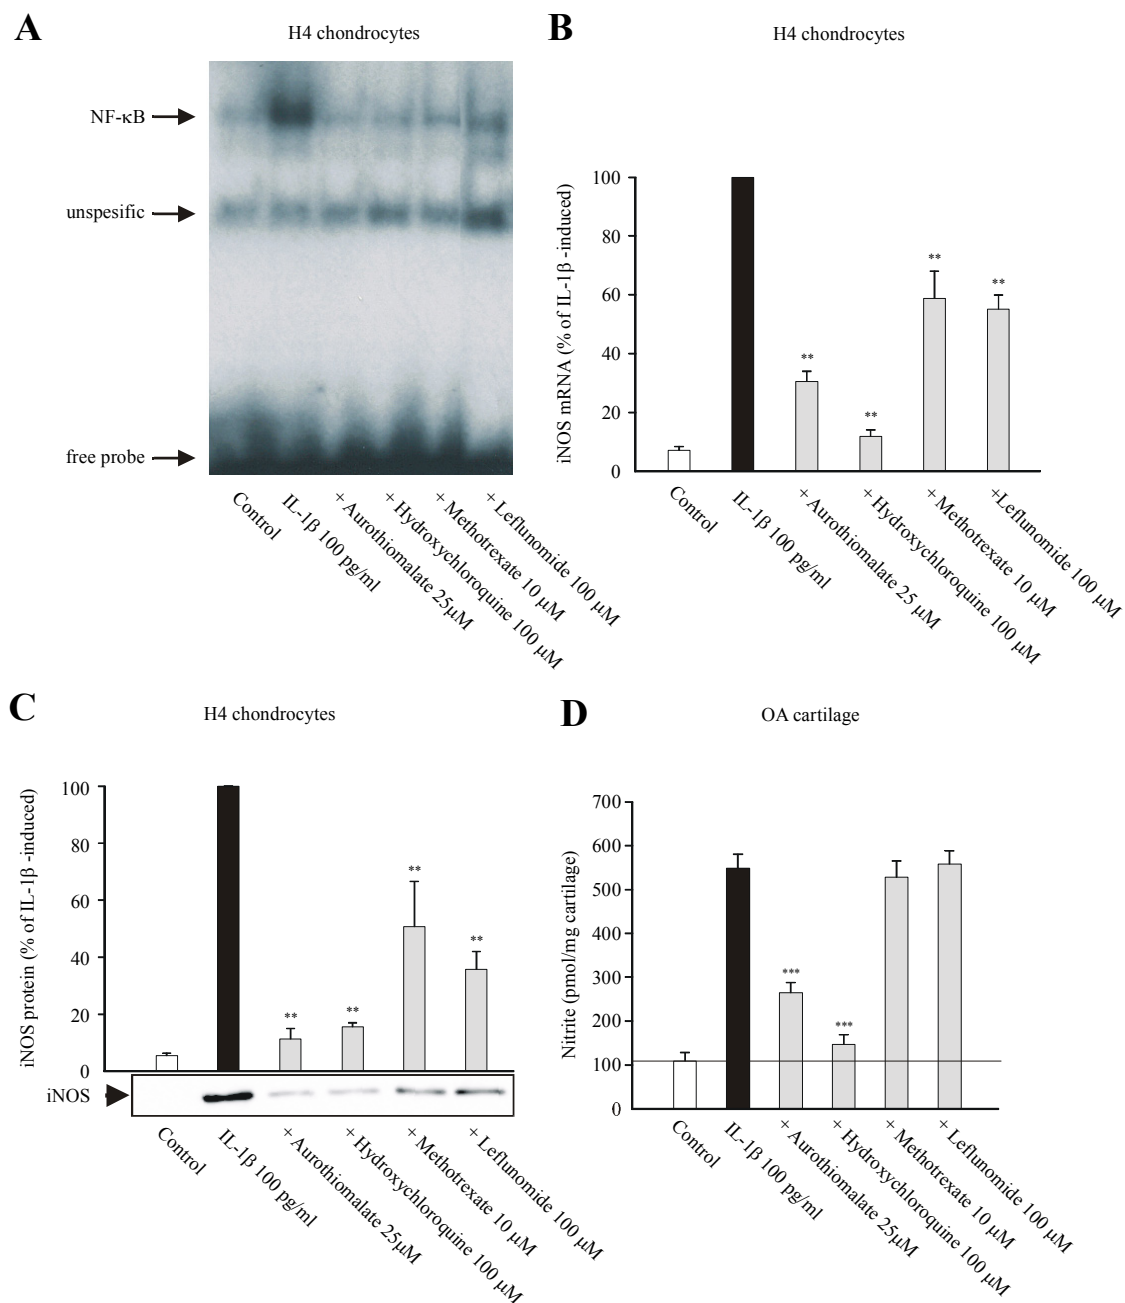 A
H4 chondrocytes
NF-κB
unspesific
free probe
Control
IL-1β 100 pg/ml
+ Aurothiomalate 25μM
+ Hydroxychloroquine 100 μM
+ Methotrexate 10 μM
+ Leflunomide 100 μM
B
H4 chondrocytes
iNOS mRNA (% of IL-1β -induced)
100
80
60
40
20
0
**
**
**
**
Control
IL-1β 100 pg/ml
+ Aurothiomalate 25 μM
+ Hydroxychloroquine 100 μM
+ Methotrexate 10 μM
+Leflunomide 100 μM
C
H4 chondrocytes
iNOS protein (% of IL-1β -induced)
100
80
60
40
20
0
**
**
**
**
iNOS
Control
IL-1β 100 pg/ml
+ Aurothiomalate 25μM
+ Hydroxychloroquine 100 μM
+ Methotrexate 10 μM
+ Leflunomide 100 μM
D
OA cartilage
Nitrite (pmol/mg cartilage)
700
600
500
400
300
200
100
0
***
***
Control
IL-1β 100 pg/ml
+ Aurothiomalate 25μM
+ Hydroxychloroquine 100 μM
+ Methotrexate 10 μM
+ Leflunomide 100 μM